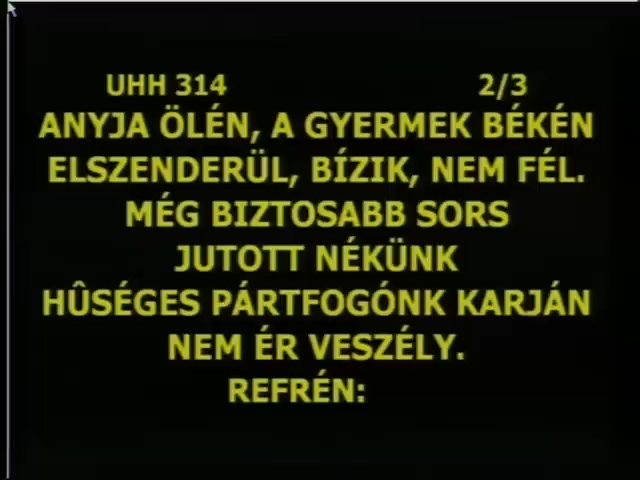 UHH 314 2/3
ANYJA ÖLÉN, A GYERMEK BÉKÉN
ELSZENDERÜL, BÍZIK, NEM FÉL.
MÉG BIZTOSABB SORS
JUTOTT NÉKÜNK
HÛSÉGES PÁRTFOGÓNK KARJÁN
NEM ÉR VESZÉLY.
REFRÉN: